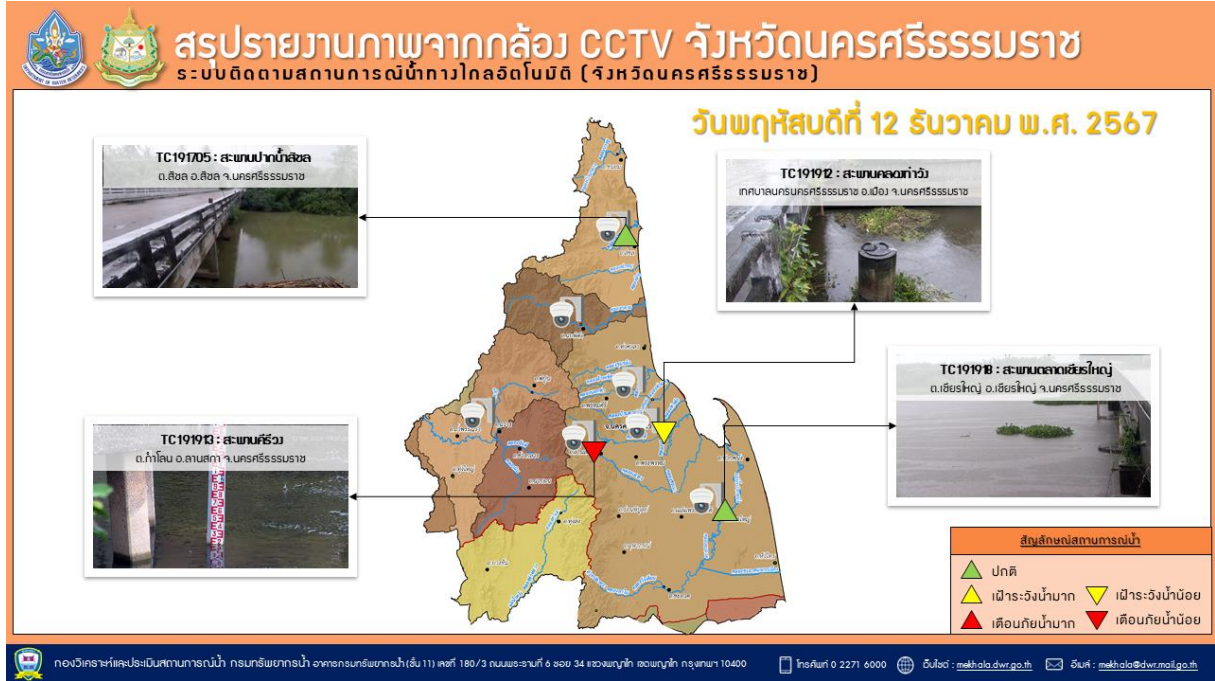 สรุปรายงานภาพจากกล้อง CCTV จังหวัดนครศรีธรรมราช
ระบบติดตามสถานการณ์น้ำทางไกลอัตโนมัติ (จังหวัดนครศรีธรรมราช)
วันพฤหัสบดีที่ 12 ธันวาคม พ.ศ. 2567
TC191705 : สะพานปากน้ำสิชล
ต.สิชล อ.สิชล จ.นครศรีธรรมราช
TC191912 : สะพานคลองท่าวัง
เทศบาลนครนครศรีธรรมราช อ.เมือง จ.นครศรีธรรมราช
TC191918 : สะพานตลาดเชียรใหญ่
ต.เชียรใหญ่ อ.เชียรใหญ่ จ.นครศรีธรรมราช
TC191913 : สะพานคีรีวง
ต.กำโลน อ.ลานสกา จ.นครศรีธรรมราช
สัญลักษณ์สถานการณ์น้ำ
ปกติ
เฝ้าระวังน้ำมาก
เฝ้าระวังน้ำน้อย
เตือนภัยน้ำมาก
เตือนภัยน้ำน้อย
กองวิเคราะห์และประเมินสถานการณ์น้ำ กรมทรัพยากรน้ำ อาคารกรมทรัพยากรน้ำ (ชั้น 11) เลขที่ 180/3 ถนนพระรามที่ 6 ซอย 34 แขวงพญาไท เขตพญาไท กรุงเทพฯ 10400
โทรศัพท์ 0 2271 6000
เว็บไซต์ : mekhala.dwr.go.th
อีเมล์ : mekhala@dwr.mail.go.th